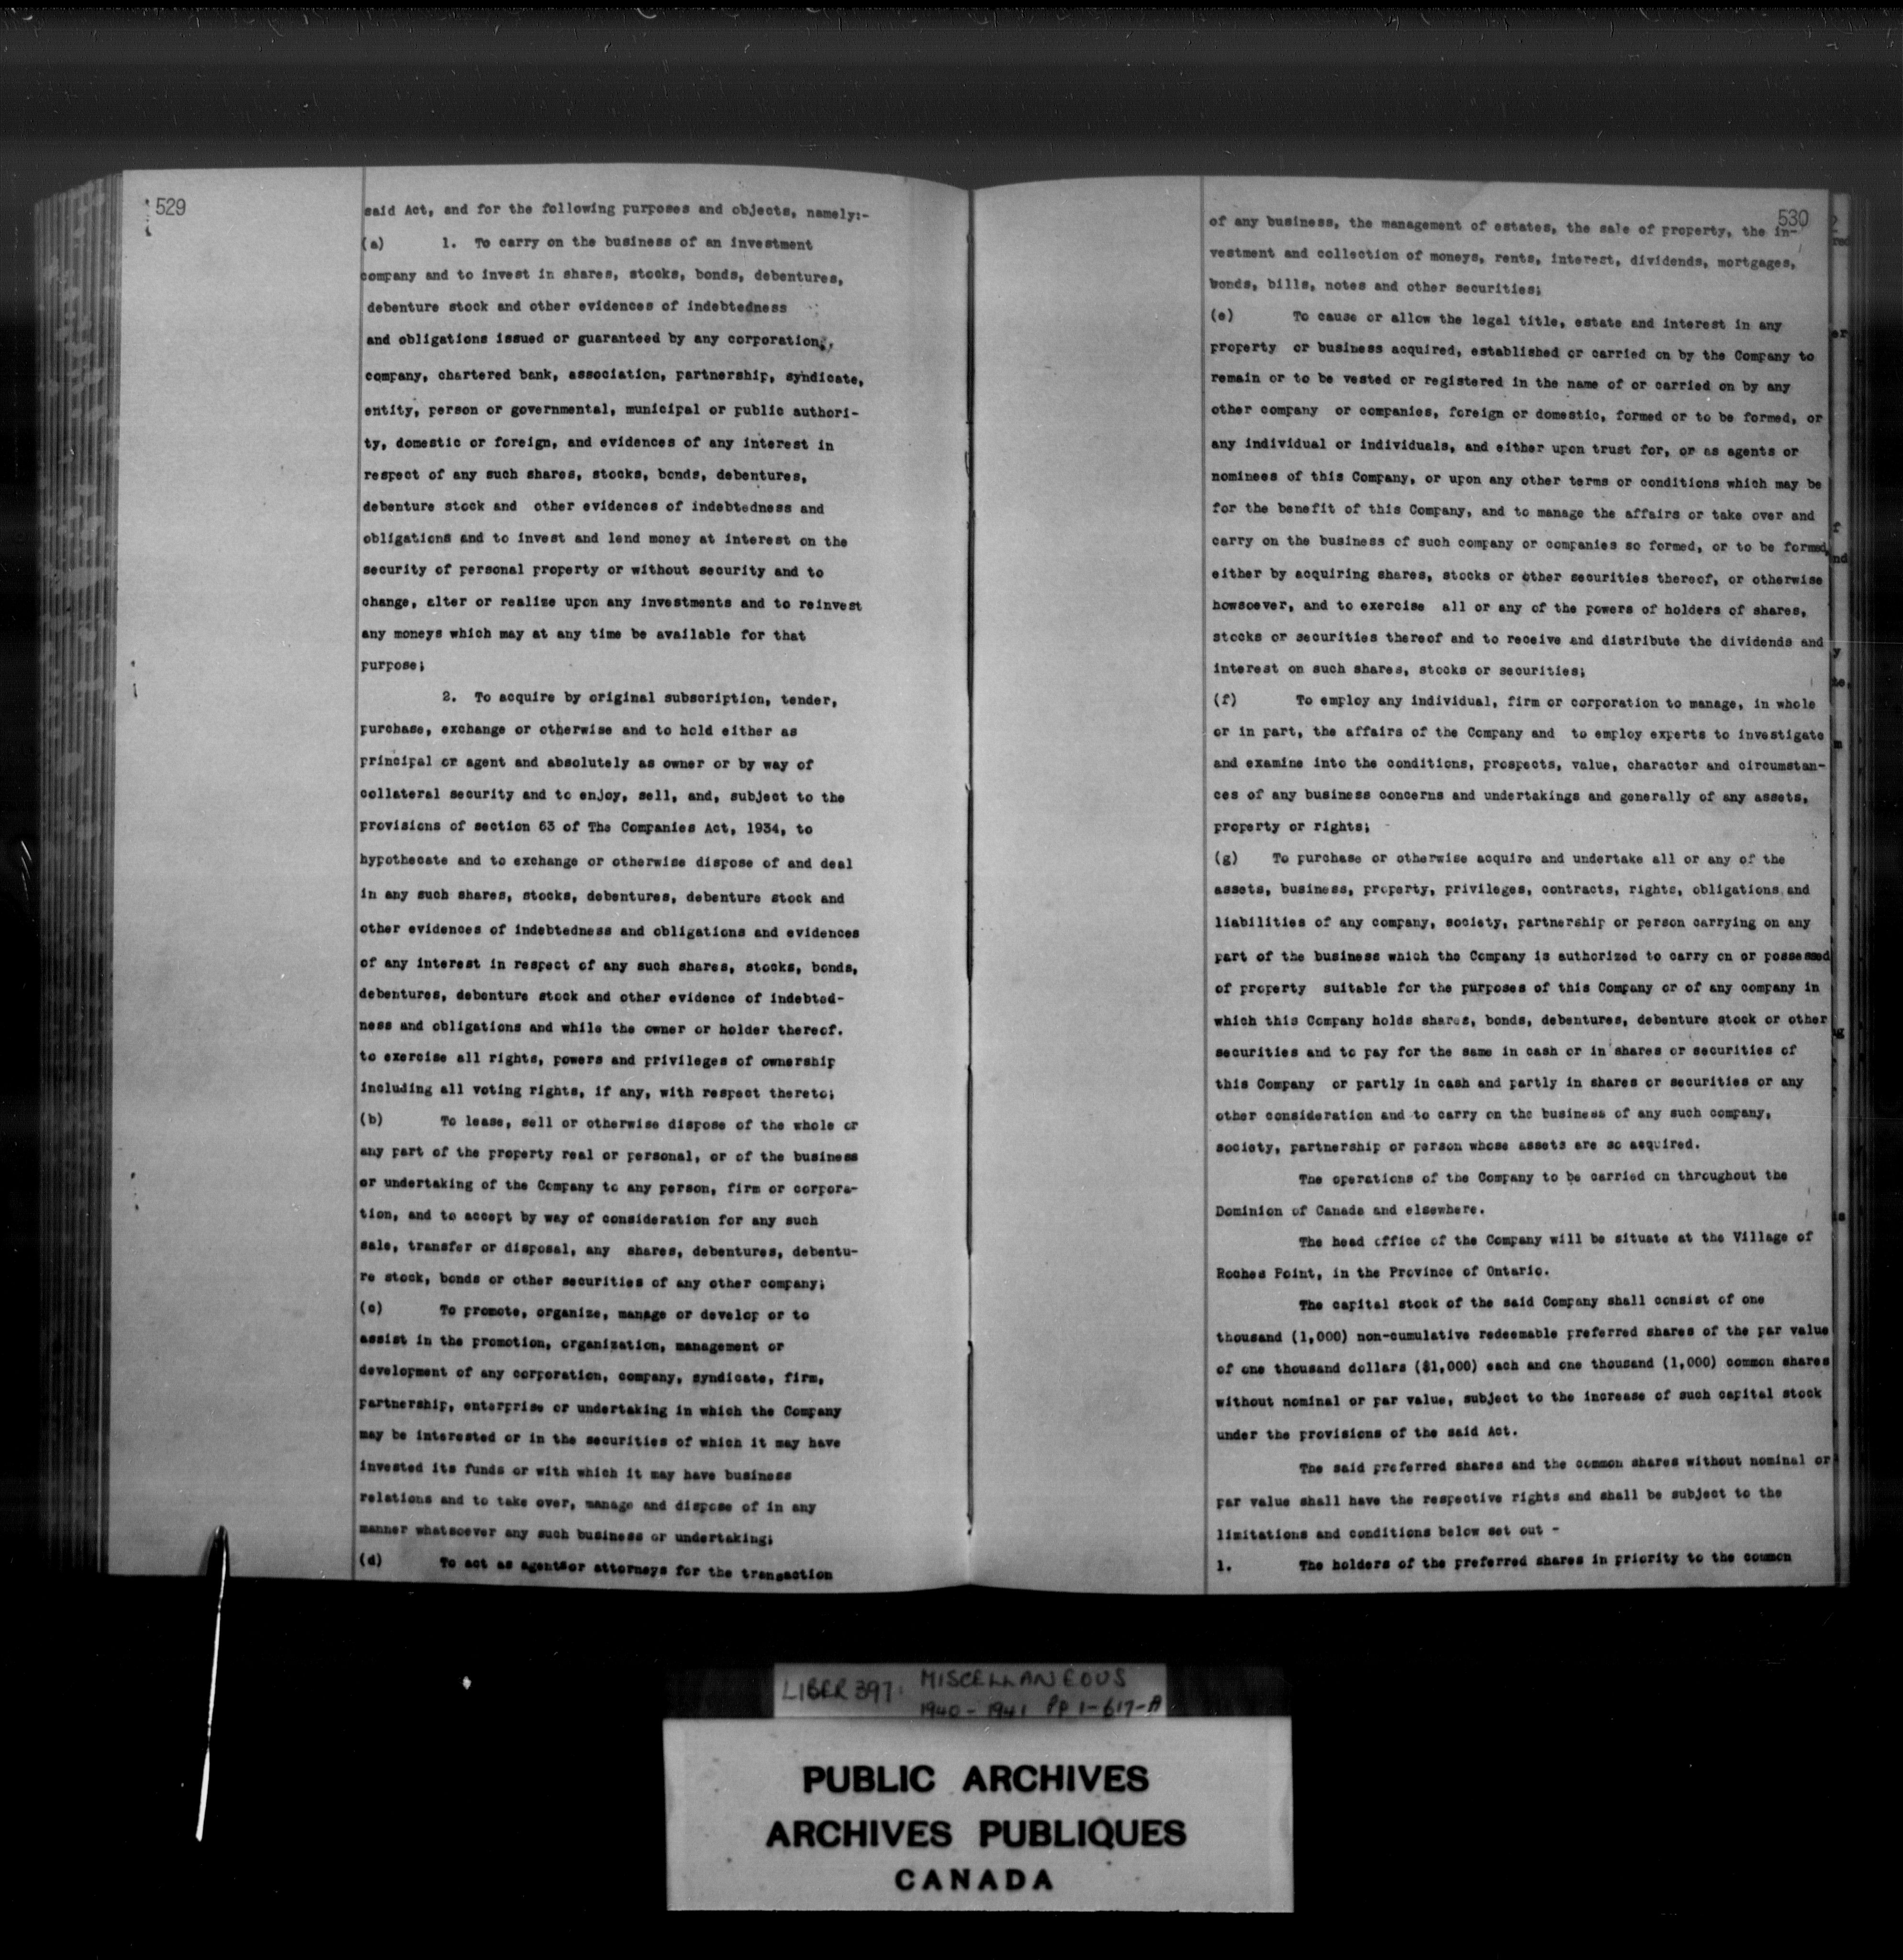 529
said Act, and for the following purposes and objects, namely:-
(a) 1. To carry on the business of an investment
company and to invest in shares, stocks, bonds, debentures,
debenture stock and other evidences of indebtedness
and obligations issued or guaranteed by any corporation,
company, chartered bank, association, partnership, syndicate,
entity, person or governmental, municipal or public authori-
ty, domestic or foreign, and evidences of any interest in
respect of any such shares, stocks, bonds, debentures,
debenture stock and other evidences of indebtedness and
obligations and to invest and lend money at interest on the
security of personal property or without security and to
change, alter or realize upon any investments and to reinvest
any moneys which may at any time be available for that
purpose;
2. To acquire by original subscription, tender,
purchase, exchange or otherwise and to hold either as
principal or agent and absolutely as owner or by way of
collateral security and to enjoy, sell, and, subject to the
provisions of section 63 of The Companies Act, 1934, to
hypothecate and to exchange or otherwise dispose of and deal
in any such shares, stocks, debentures, debenture stock and
other evidences of indebtedness and obligations and evidences
of any interest in respect of any such shares, stocks, bonds,
debentures, debenture stock and other evidence of indebted-
ness and obligations and while the owner or holder thereof.
to exercise all rights, powers and privileges of ownership
including all voting rights, if any, with respect thereto;
(b) To lease, sell or otherwise dispose of the whole or
any part of the property real or personal, or of the business
or undertaking of the Company to any person, firm or corpora-
tion, and to accept by way of consideration for any such
sale, transfer or disposal, any shares, debentures, debentu-
re stock, bonds or other securities of any other company;
(c) To promote, organize, manage or develop or to
assist in the promotion, organization, management or
development of any corporation, company, syndicate, firm,
partnership, enterprise or undertaking in which the Company
may be interested or in the securities of which it may have
invested its funds or with which it may have business
relations and to take over, manage and dispose of in any
manner whatsoever any such business or undertaking;
(d) To act as agentsor attorneys for the transaction
530
of any business, the management of estates, the sale of property, the in-
vestment and collection of moneys, rents, interest, dividends, mortgages,
bonds, bills, notes and other securities;
(e) To cause or allow the legal title, estate and interest in any
property or business acquired, established or carried on by the Company to
remain or to be vested or registered in the name of or carried on by any
other company or companies, foreign or domestic, formed or to be formed, or
any individual or individuals, and either upon trust for, or as agents or
nominees of this Company, or upon any other terms or conditions which may be
for the benefit of this Company, and to manage the affairs or take over and
carry on the business of such company or companies so formed, or to be formed,
either by acquiring shares, stocks or other securities thereof, or otherwise
howsoever, and to exercise all or any of the powers of holders of shares,
stocks or securities thereof and to receive and distribute the dividends and
interest on such shares, stocks or securities;
(f) To employ any individual, firm or corporation to manage, in whole
or in part, the affairs of the Company and to employ experts to investigate
and examine into the conditions, prospects, value, character and circumstan-
ces of any business concerns and undertakings and generally of any assets,
property or rights;
(g) To purchase or otherwise acquire and undertake all or any of the
assets, business, property, privileges, contracts, rights, obligations and
liabilities of any company, society, partnership or person carrying on any
part of the business which the Company is authorized to carry on or possessed
of property suitable for the purposes of this Company or of any company in
which this Company holds shares, bonds, debentures, debenture stock or other
securities and to pay for the same in cash or in shares or securities of
this Company or partly in cash and partly in shares or securities or any
other consideration and to carry on the business of any such company,
society, partnership or person whose assets are so acquired.
The operations of the Company to be carried on throughout the
Dominion of Canada and elsewhere.
The head office of the Company will be situate at the Village of
Roches Point, in the Province of Ontario.
The capital stock of the said Company shall consist of one
thousand (1,000) non-cumulative redeemable preferred shares of the par value
of one thousand dollars ($1,000) each and one thousand (1,000) common shares
without nominal or par value, subject to the increase of such capital stock
under the provisions of the said Act.
The said preferred shares and the common shares without nominal or
par value shall have the respective rights and shall be subject to the
limitations and conditions below set out -
1. The holders of the preferred shares in priority to the common
LIBER 397: MISCELLANEOUS
1940-1941 PP 1-617-A
PUBLIC ARCHIVES
ARCHIVES PUBLIQUES
CANADA